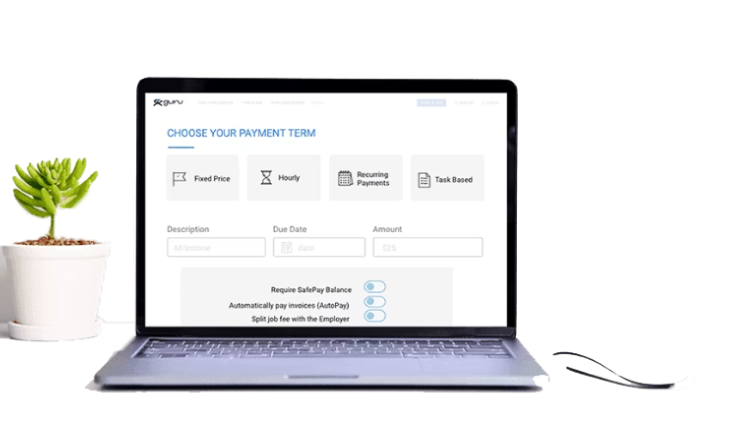 guru
CHOOSE YOUR PAYMENT TERM
Fixed Price
Hourly
Recurring
Payments
Task Based
Description
Due Date
Amount
Milestone
date
$25
Require SafePay Balance
Automatically pay invoices (AutoPay)
Split job fee with the Employer